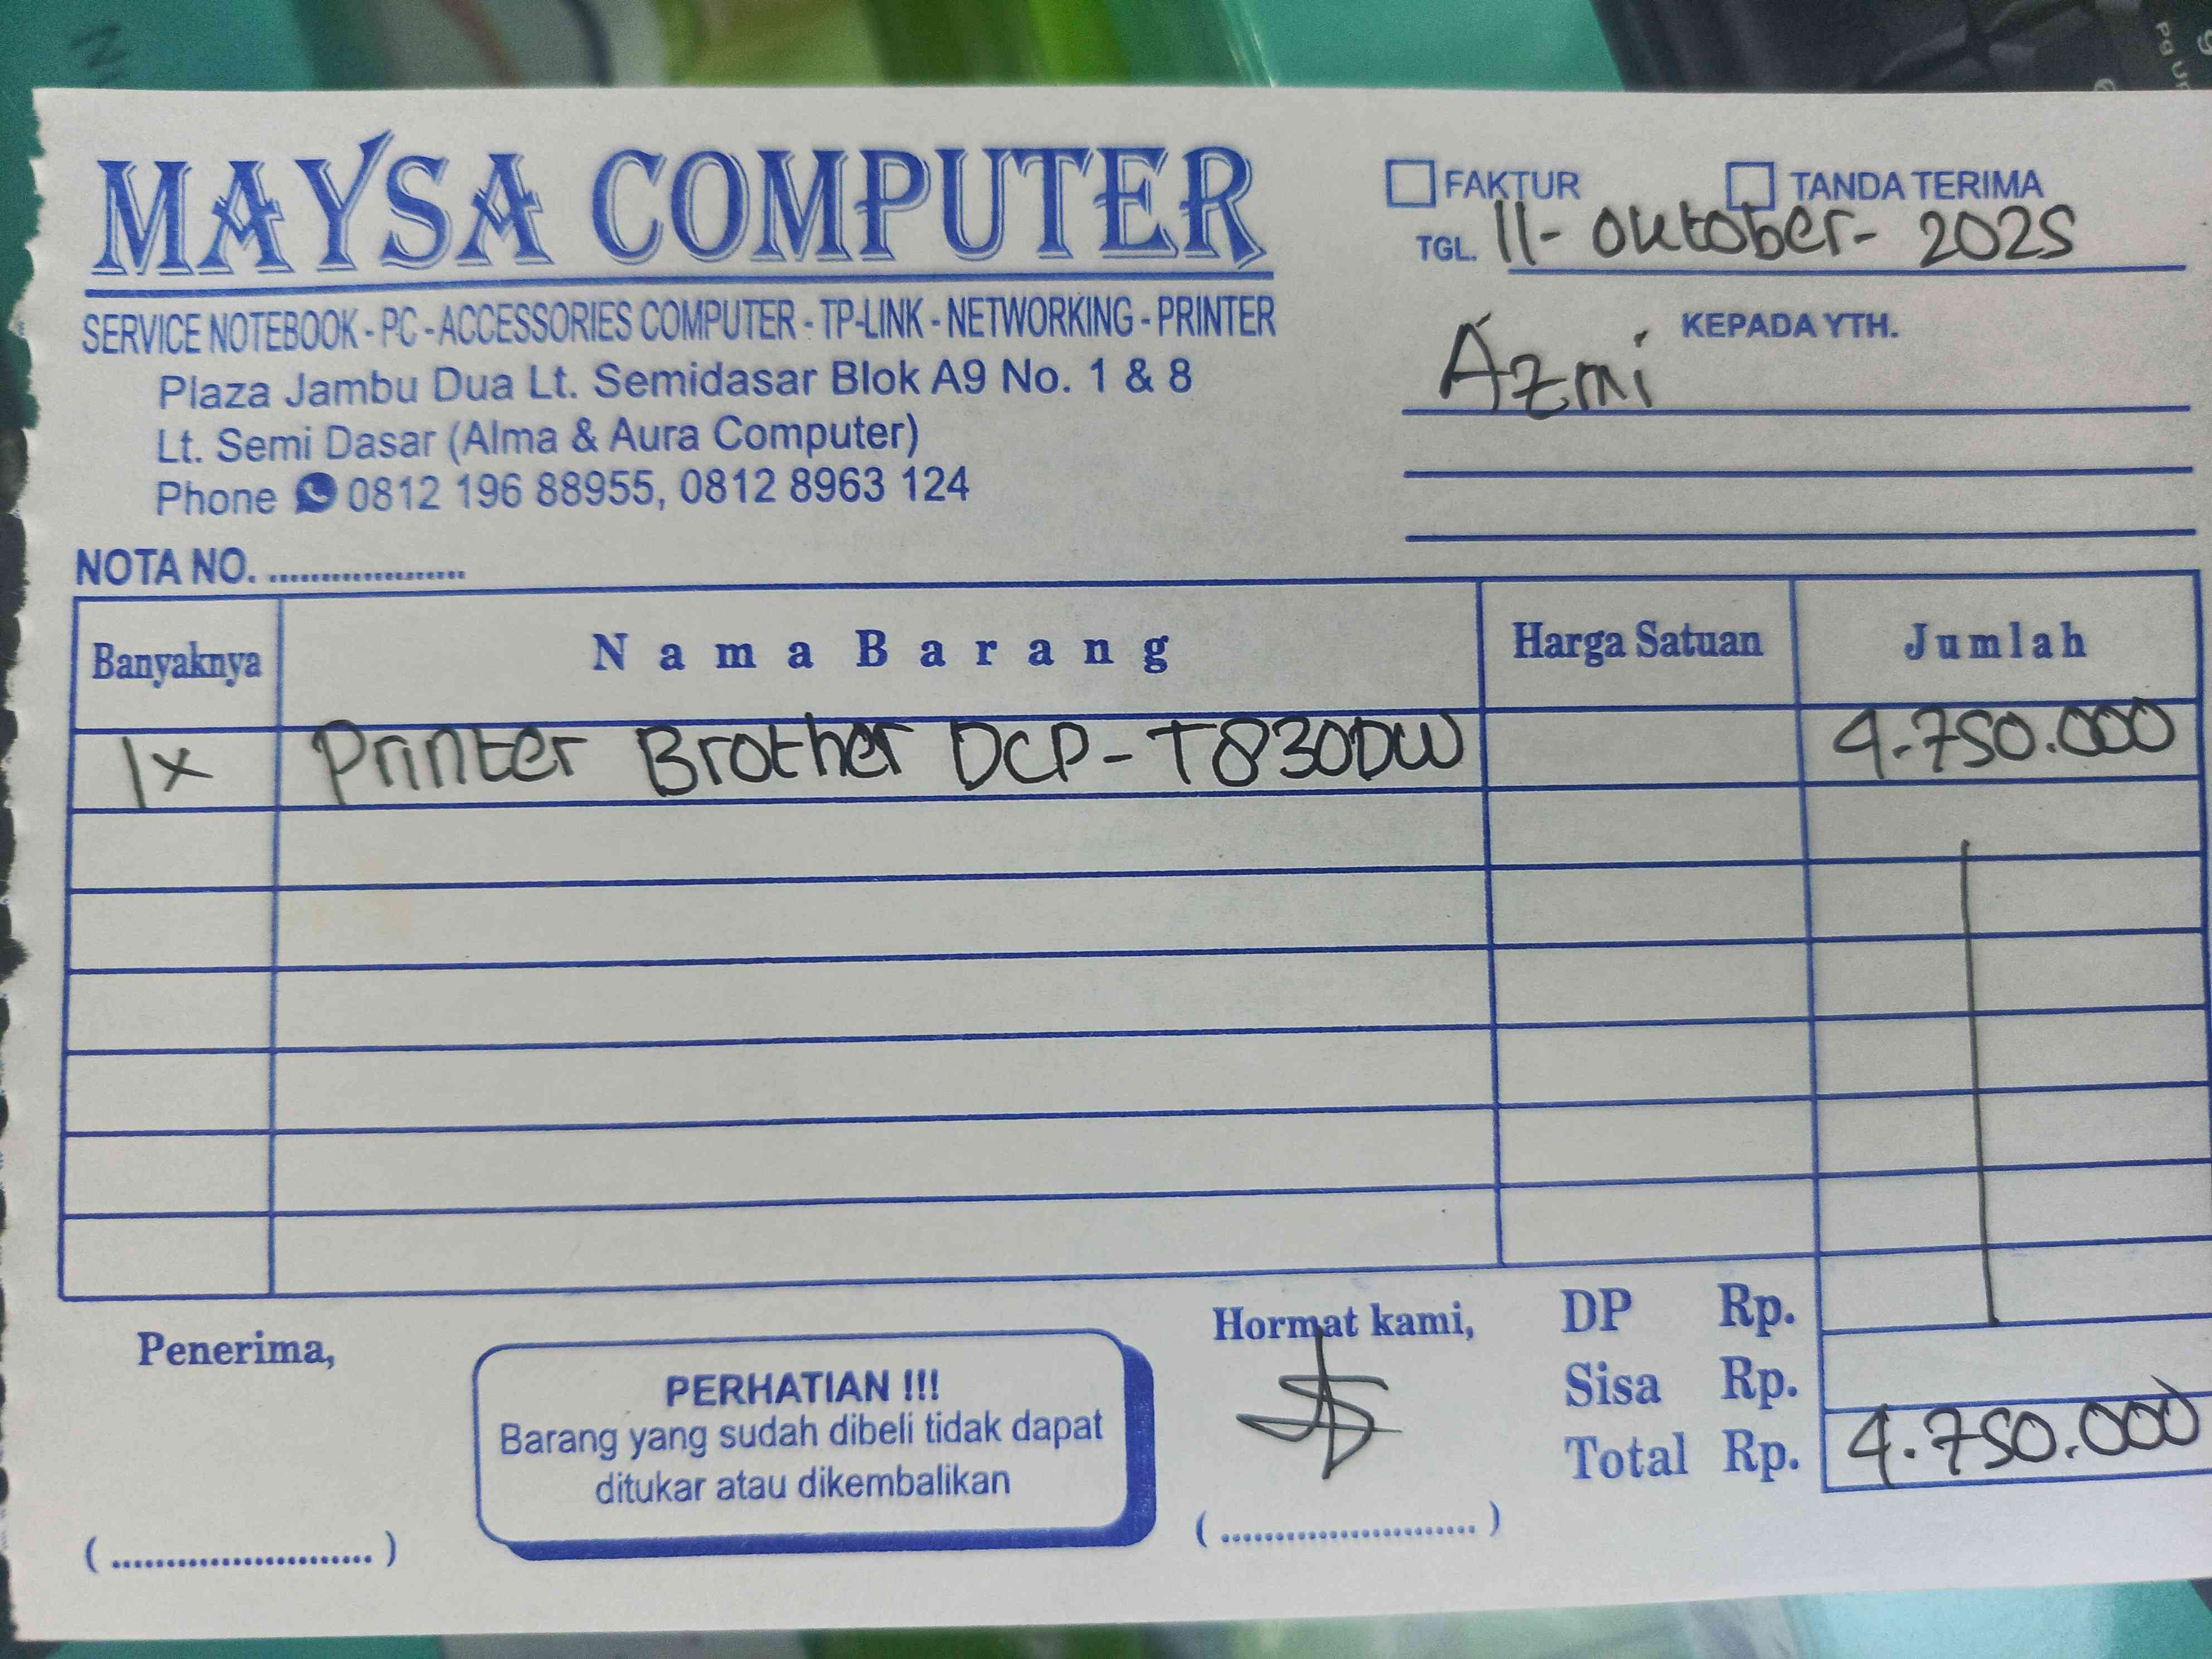 MAYSA COMPUTER
SERVICE NOTEBOOK - PC - ACCESSORIES COMPUTER - TP-LINK - NETWORKING - PRINTER
Plaza Jambu Dua Lt. Semidasar Blok A9 No. 1 & 8
Lt. Semi Dasar (Alma & Aura Computer)
Phone 0812 196 88955, 0812 8963 124
FAKTUR TANDA TERIMA
TGL. 11- oktober- 2025
KEPADA YTH.
Azmi
NOTA NO. ...................
Banyaknya Nama Barang Harga Satuan Jumlah
1x Printer Brother DCP-T830DW 4.750.000
Penerima,
(........................)
PERHATIAN !!!
Barang yang sudah dibeli tidak dapat
ditukar atau dikembalikan
Hormat kami,
(........................)
DP Rp.
Sisa Rp.
Total Rp. 4.750.000